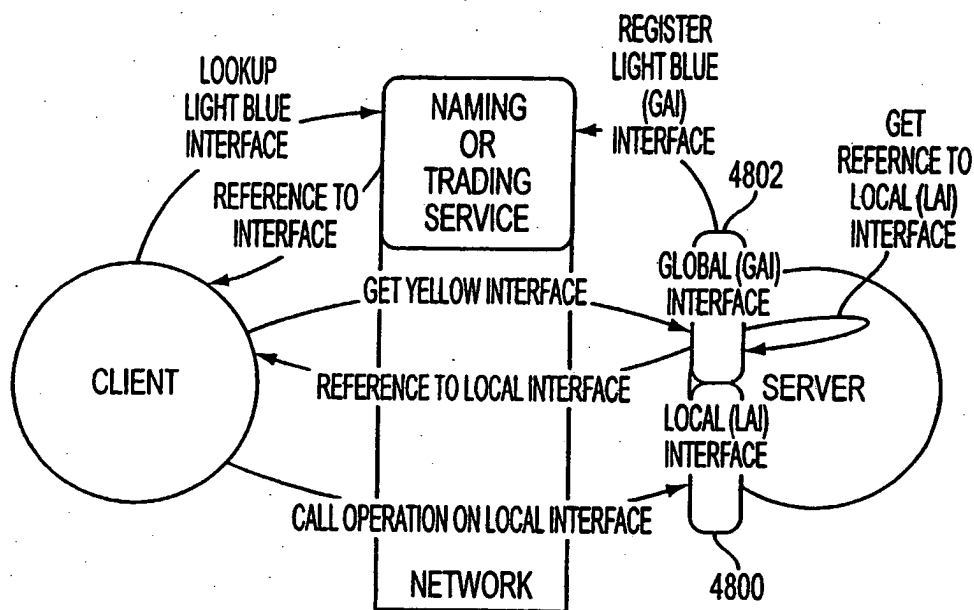 LOOKUP
LIGHT BLUE
INTERFACE
REFERENCE TO
INTERFACE
NAMING
OR
TRADING
SERVICE
REGISTER
LIGHT BLUE
(GAI)
INTERFACE
4802
GET
REFERNCE TO
LOCAL (LAI)
INTERFACE
GLOBAL (GAI)
INTERFACE
GET YELLOW INTERFACE
CLIENT
REFERENCE TO LOCAL INTERFACE
SERVER
LOCAL (LAI)
INTERFACE
CALL OPERATION ON LOCAL INTERFACE
NETWORK
4800